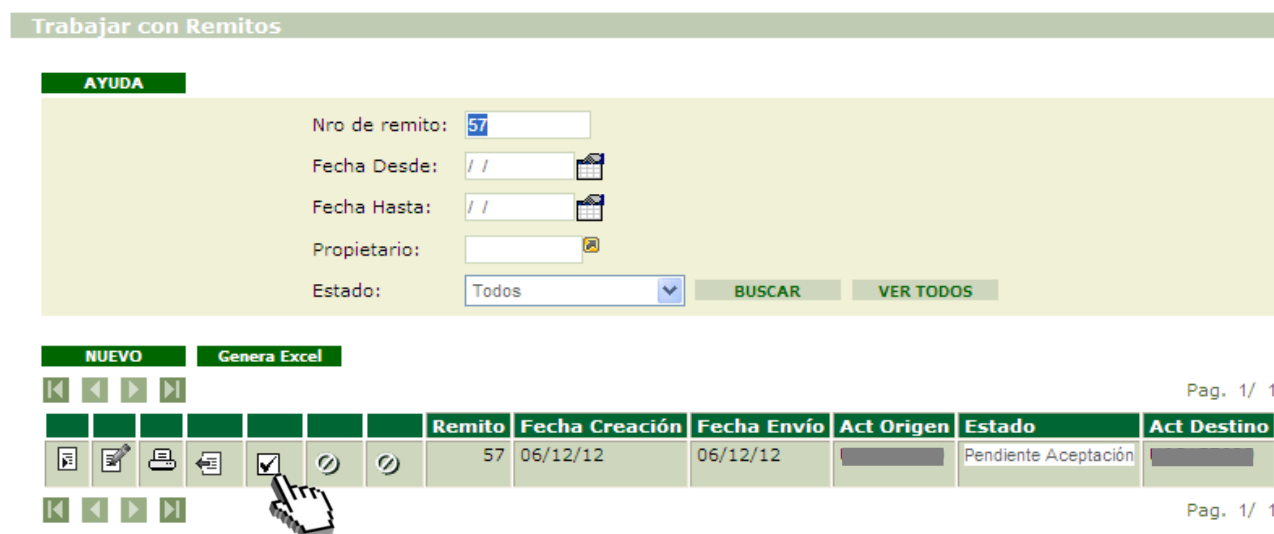 Trabajar con Remitos
AYUDA
Nro de remito: 57
Fecha Desde: / /
Fecha Hasta: / /
Propietario:
Estado: Todos BUSCAR VER TODOS
NUEVO Genera Excel
Pag. 1/ 1
Remito Fecha Creación Fecha Envío Act Origen Estado Act Destino
57 06/12/12 06/12/12 Pendiente Aceptación
Pag. 1/ 1